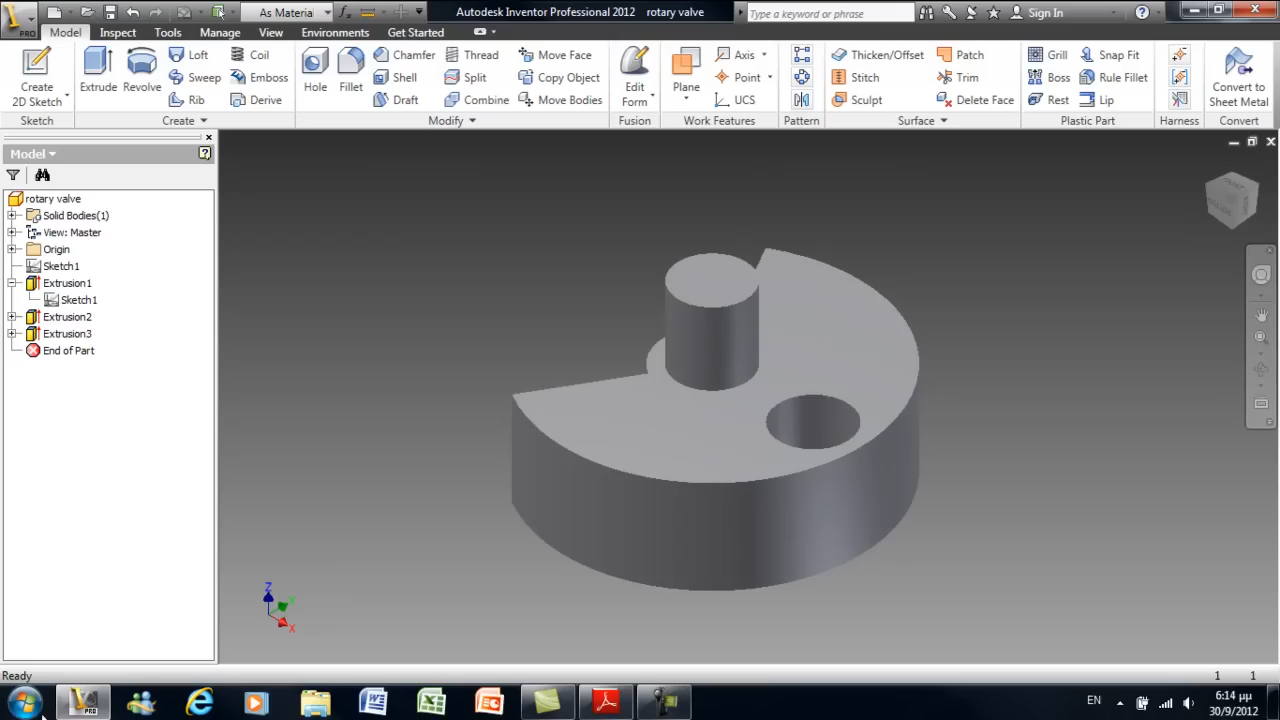 PRO
As Material
Autodesk Inventor Professional 2012 rotary valve
Type a keyword or phrase
Sign In
Model Inspect Tools Manage View Environments Get Started
Create 2D Sketch
Sketch
Extrude
Revolve
Loft
Sweep
Rib
Coil
Emboss
Derive
Create
Hole
Fillet
Chamfer
Shell
Draft
Thread
Split
Combine
Move Face
Copy Object
Move Bodies
Modify
Edit Form
Fusion
Plane
Axis
Point
UCS
Work Features
Pattern
Thicken/Offset
Stitch
Sculpt
Patch
Trim
Delete Face
Surface
Grill
Boss
Rest
Snap Fit
Rule Fillet
Lip
Plastic Part
Harness
Convert to Sheet Metal
Convert
Model
rotary valve
Solid Bodies(1)
View: Master
Origin
Sketch1
Extrusion1
Sketch1
Extrusion2
Extrusion3
End of Part
Z
Y
X
Ready
1 1
PRO
EN
6:14 μμ
30/9/2012